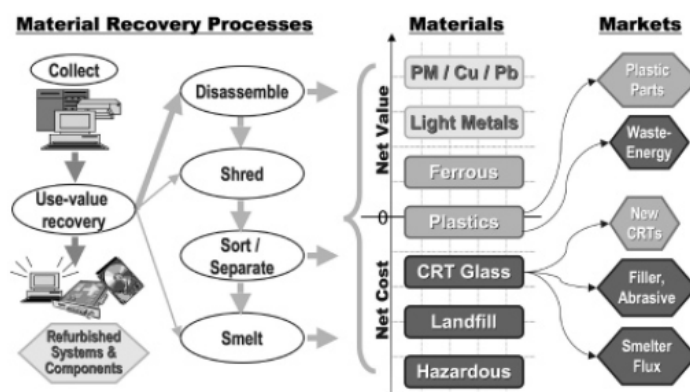 Material Recovery Processes
Collect
Use-value
recovery
Refurbished
Systems &
Components
Disassemble
Shred
Sort /
Separate
Smelt
Materials
Net Value
0
Net Cost
PM / Cu / Pb
Light Metals
Ferrous
Plastics
CRT Glass
Landfill
Hazardous
Markets
Plastic
Parts
Waste-
Energy
New
CRTs
Filler,
Abrasive
Smelter
Flux